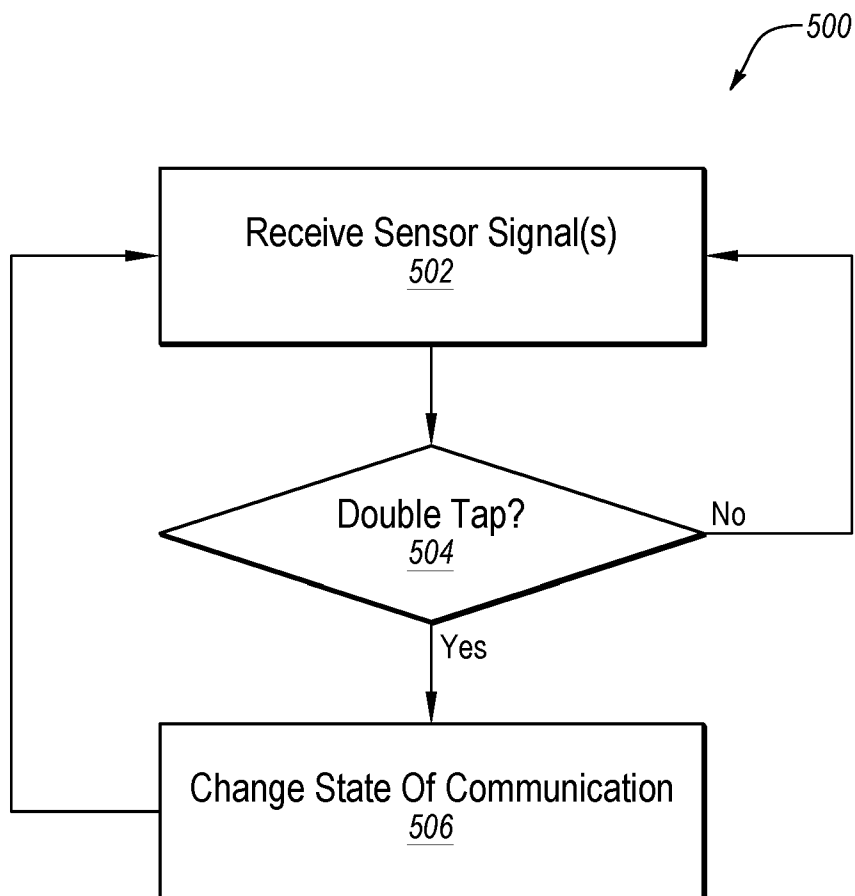 500
Receive Sensor Signal(s)
502
Double Tap?
504
No
Yes
Change State Of Communication
506